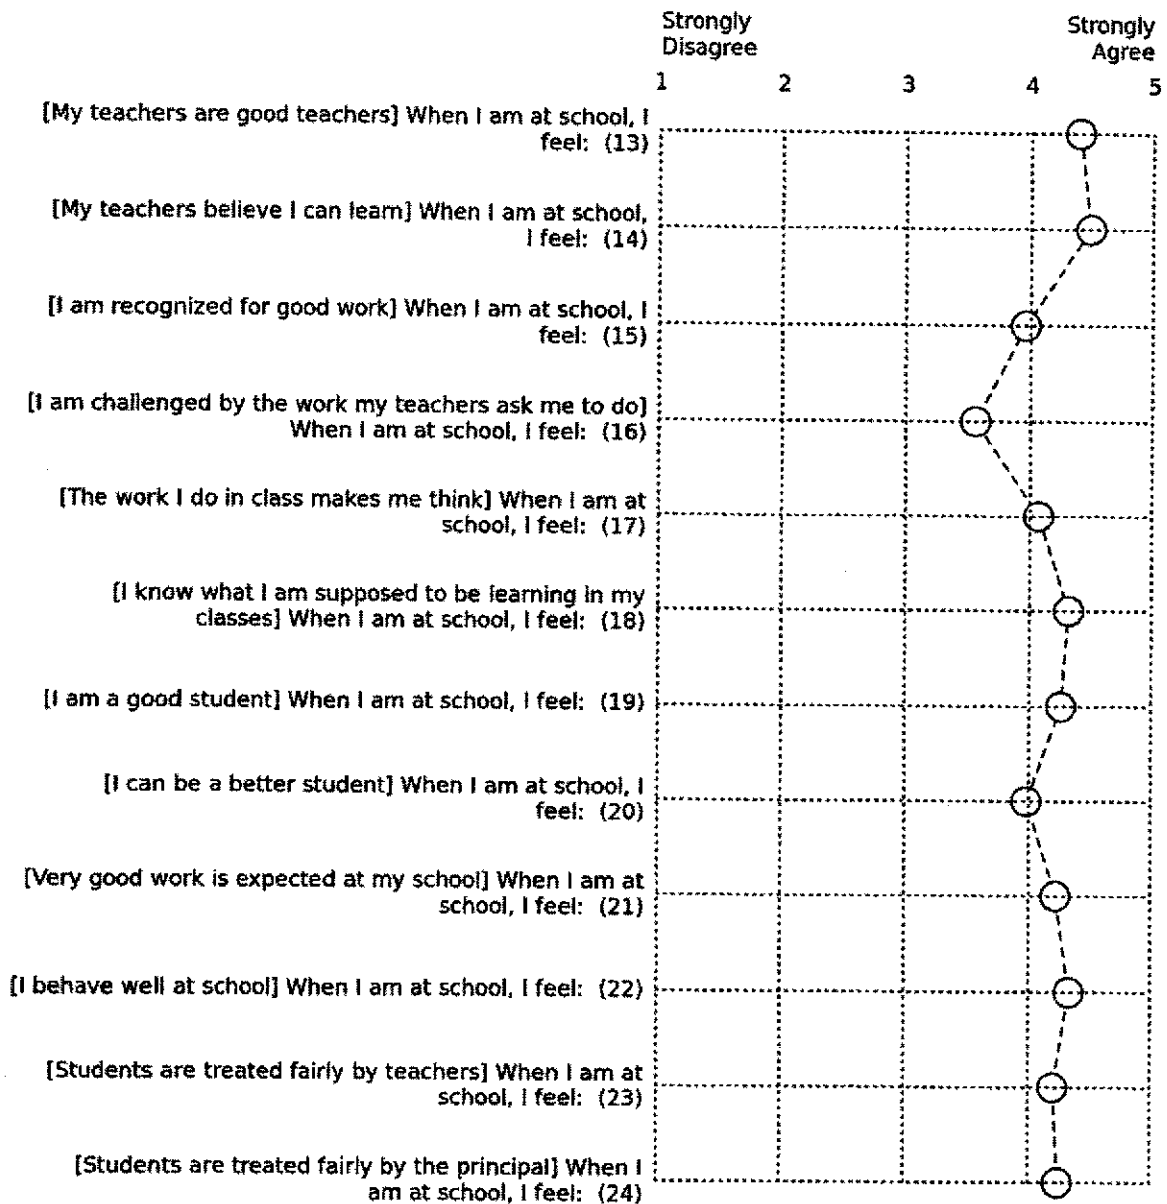 Strongly
Disagree
Strongly
Agree
1 2 3 4 5
[My teachers are good teachers] When I am at school, I
feel: (13)
[My teachers believe I can learn] When I am at school,
I feel: (14)
[I am recognized for good work] When I am at school, I
feel: (15)
[I am challenged by the work my teachers ask me to do]
When I am at school, I feel: (16)
[The work I do in class makes me think] When I am at
school, I feel: (17)
[I know what I am supposed to be learning in my
classes] When I am at school, I feel: (18)
[I am a good student] When I am at school, I feel: (19)
[I can be a better student] When I am at school, I
feel: (20)
[Very good work is expected at my school] When I am at
school, I feel: (21)
[I behave well at school] When I am at school, I feel: (22)
[Students are treated fairly by teachers] When I am at
school, I feel: (23)
[Students are treated fairly by the principal] When I
am at school, I feel: (24)